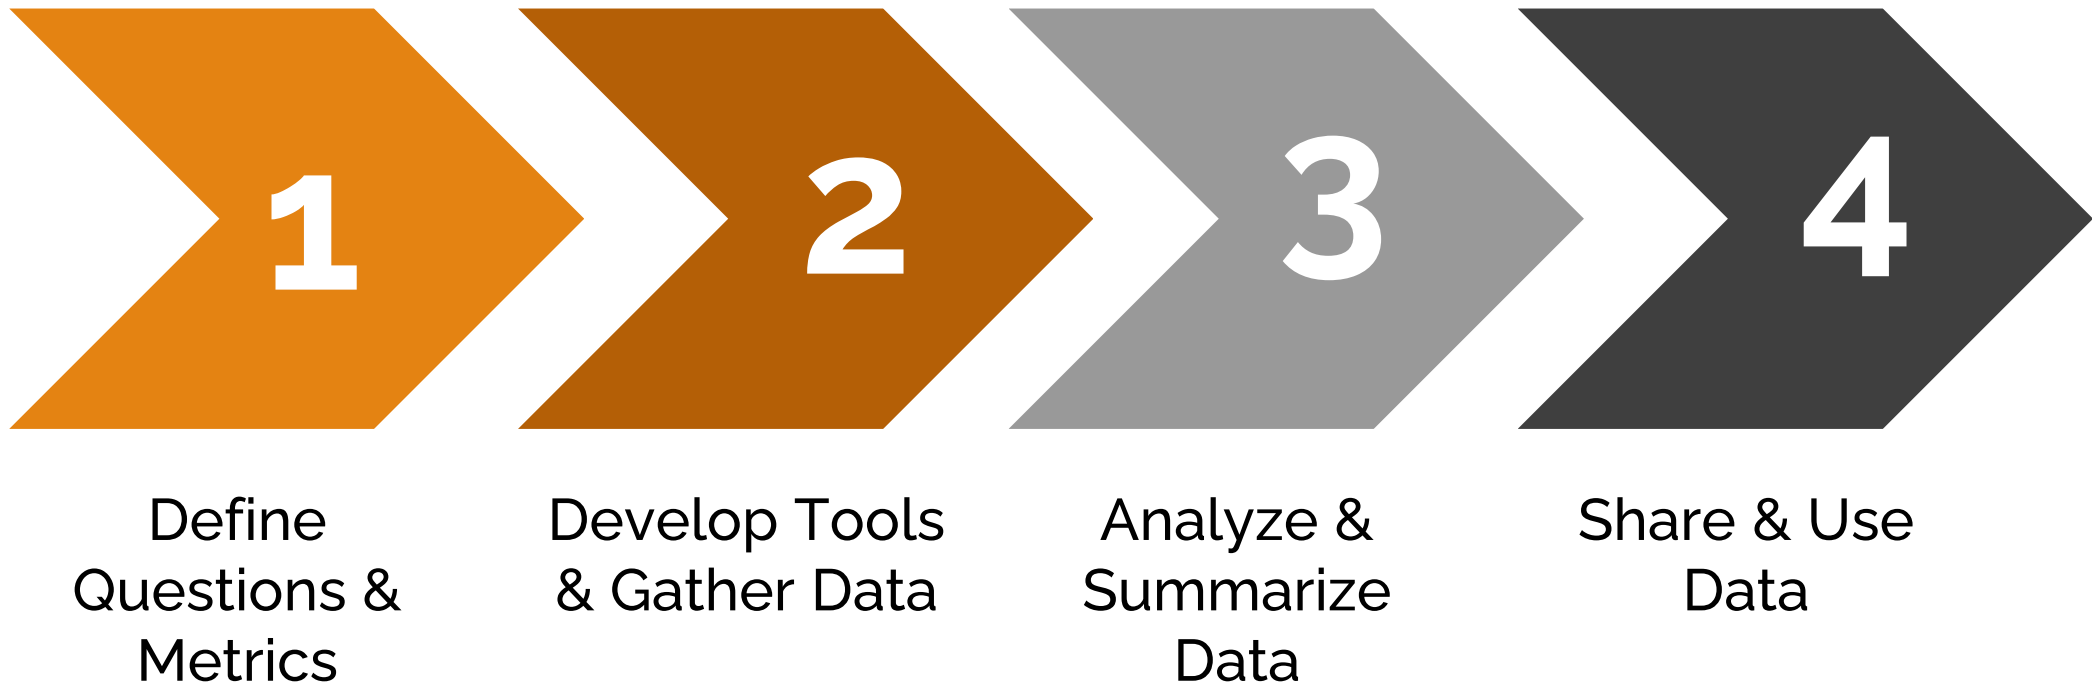 1
2
3
4
Define
Questions &
Metrics
Develop Tools
& Gather Data
Analyze &
Summarize
Data
Share & Use
Data